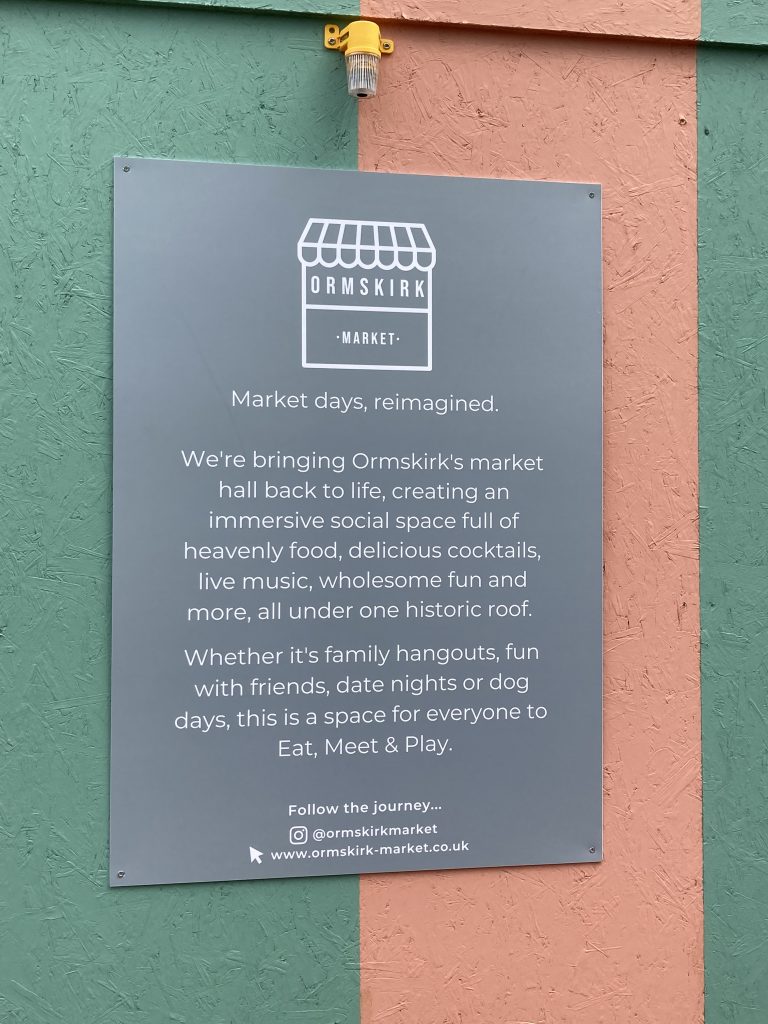 ORMSKIRK
·MARKET·
Market days, reimagined.
We're bringing Ormskirk's market
hall back to life, creating an
immersive social space full of
heavenly food, delicious cocktails,
live music, wholesome fun and
more, all under one historic roof.
Whether it's family hangouts, fun
with friends, date nights or dog
days, this is a space for everyone to
Eat, Meet & Play.
Follow the journey...
@ormskirkmarket
www.ormskirk-market.co.uk